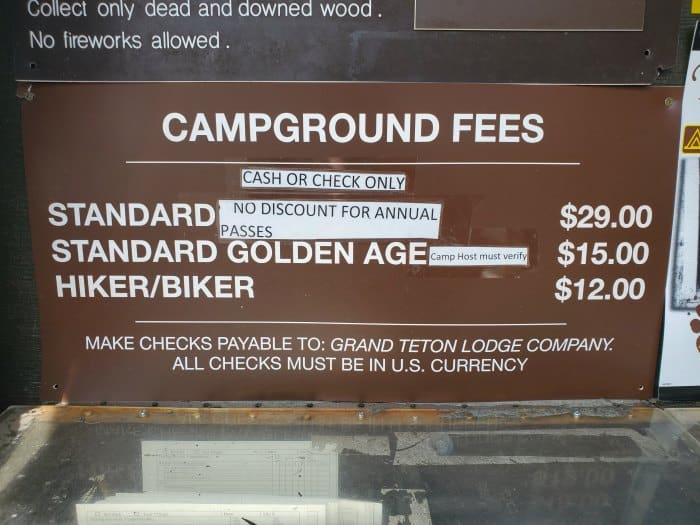 Collect only dead and downed wood.
No fireworks allowed.
CAMPGROUND FEES
CASH OR CHECK ONLY
STANDARD NO DISCOUNT FOR ANNUAL PASSES $29.00
STANDARD GOLDEN AGE Camp Host must verify $15.00
HIKER/BIKER $12.00
MAKE CHECKS PAYABLE TO: GRAND TETON LODGE COMPANY.
ALL CHECKS MUST BE IN U.S. CURRENCY